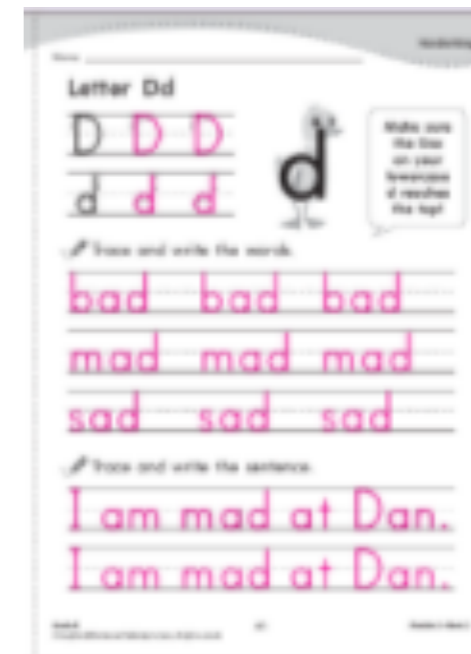 Handwriting
Name
Letter Dd
D D D
d d d
d
Make sure
the line
on your
lowercase
d reaches
the top!
Trace and write the words.
bad bad bad
mad mad mad
sad sad sad
Trace and write the sentence.
I am mad at Dan.
I am mad at Dan.